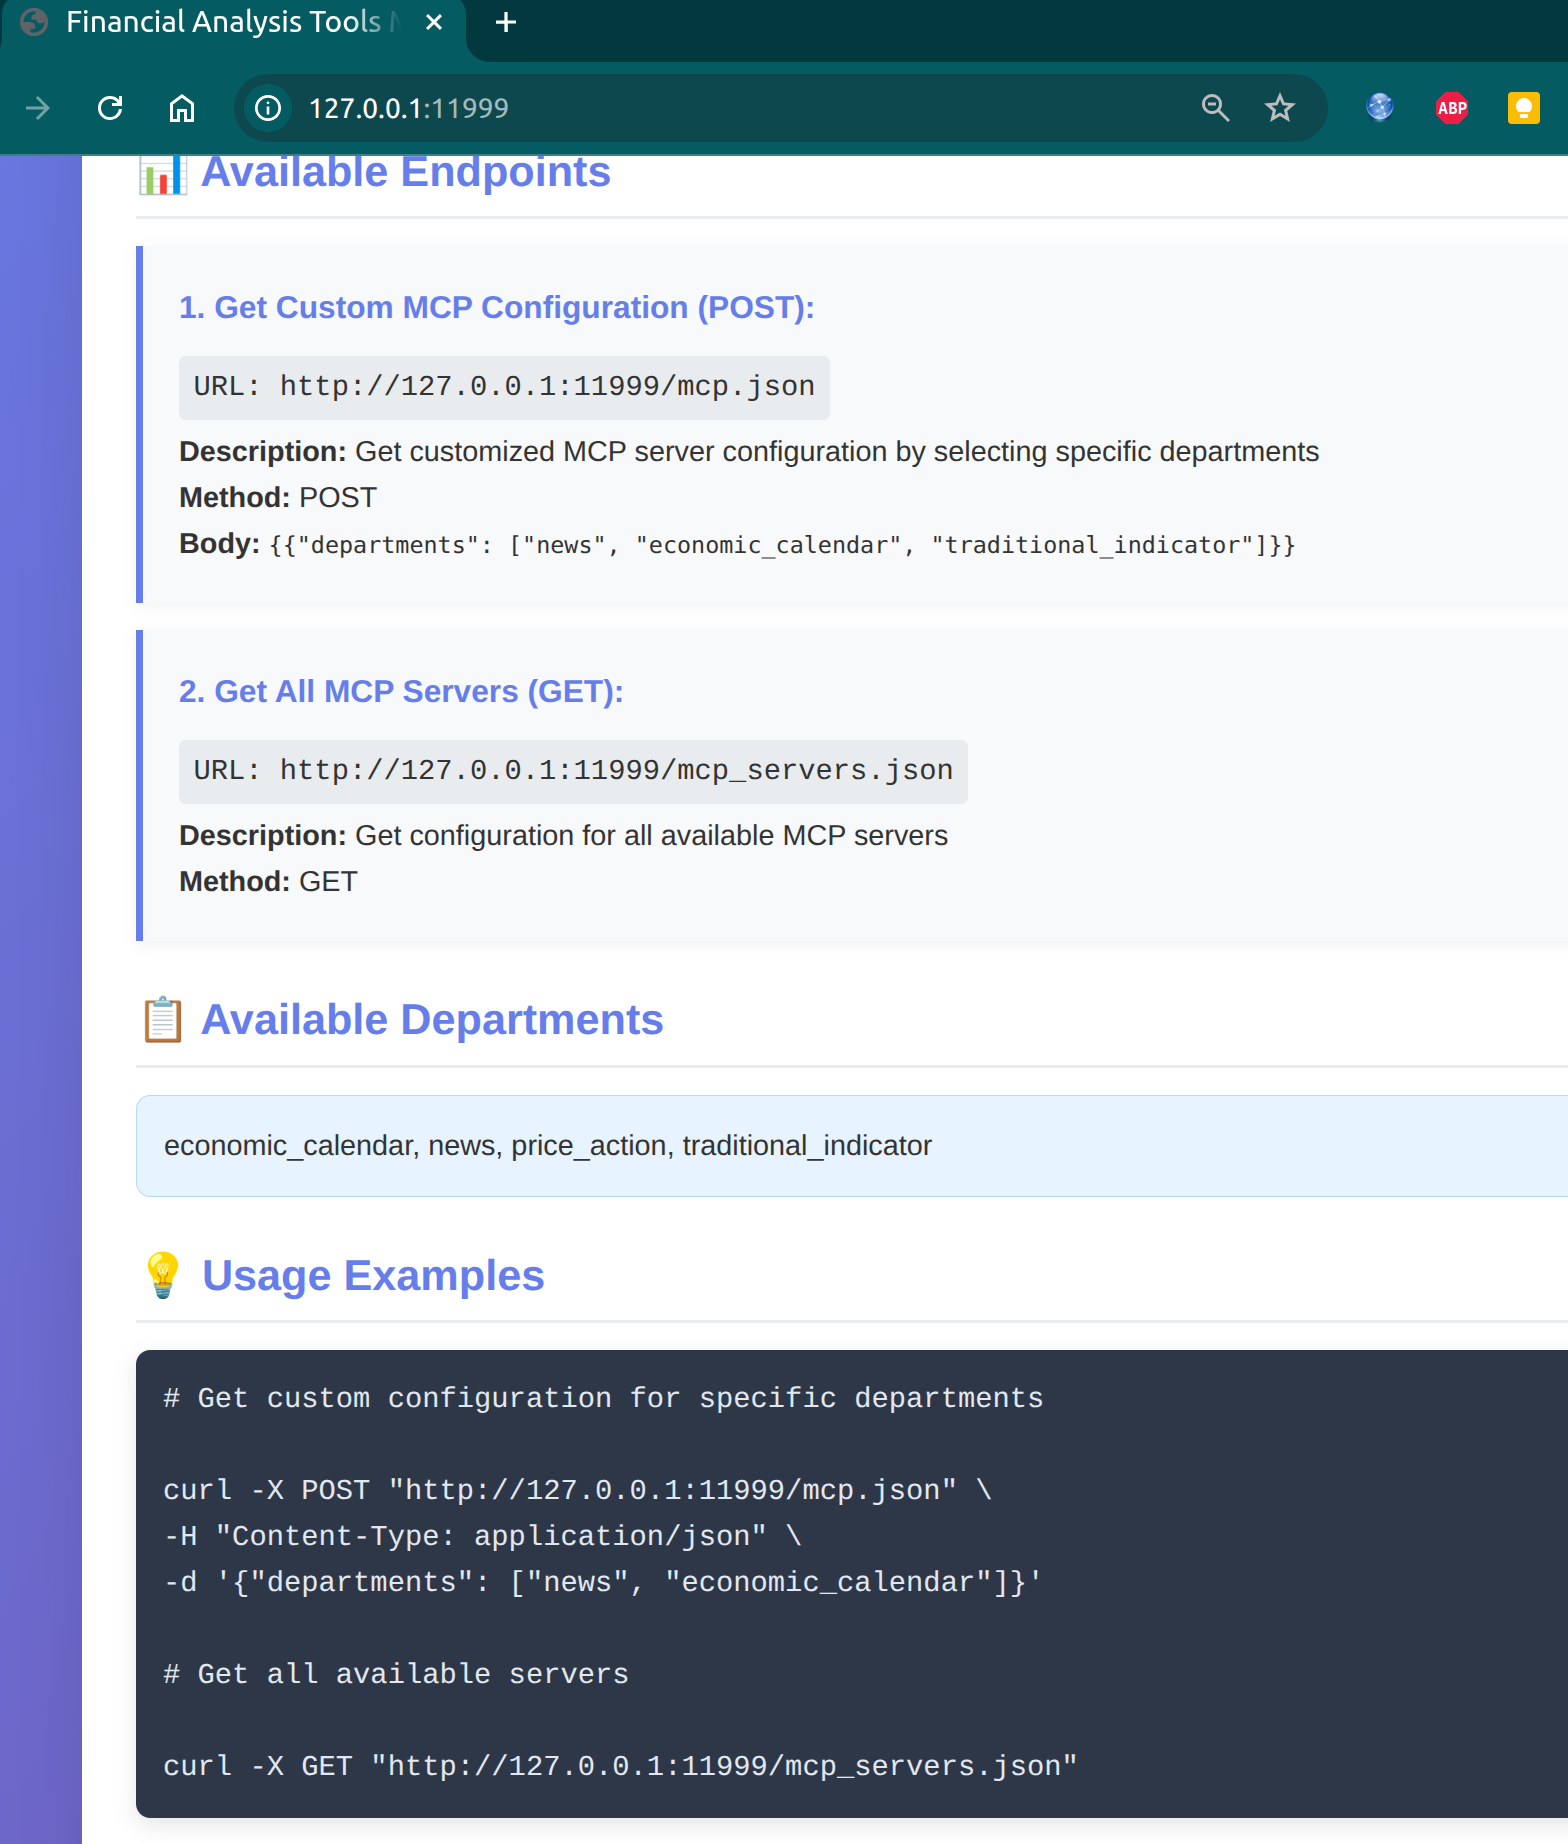 Financial Analysis Tools
127.0.0.1:11999
ABP
📊 Available Endpoints
1. Get Custom MCP Configuration (POST):
URL: http://127.0.0.1:11999/mcp.json
Description: Get customized MCP server configuration by selecting specific departments
Method: POST
Body: {{"departments": ["news", "economic_calendar", "traditional_indicator"]}}
2. Get All MCP Servers (GET):
URL: http://127.0.0.1:11999/mcp_servers.json
Description: Get configuration for all available MCP servers
Method: GET
📋 Available Departments
economic_calendar, news, price_action, traditional_indicator
💡 Usage Examples
# Get custom configuration for specific departments
curl -X POST "http://127.0.0.1:11999/mcp.json" \
-H "Content-Type: application/json" \
-d '{"departments": ["news", "economic_calendar"]}'
# Get all available servers
curl -X GET "http://127.0.0.1:11999/mcp_servers.json"